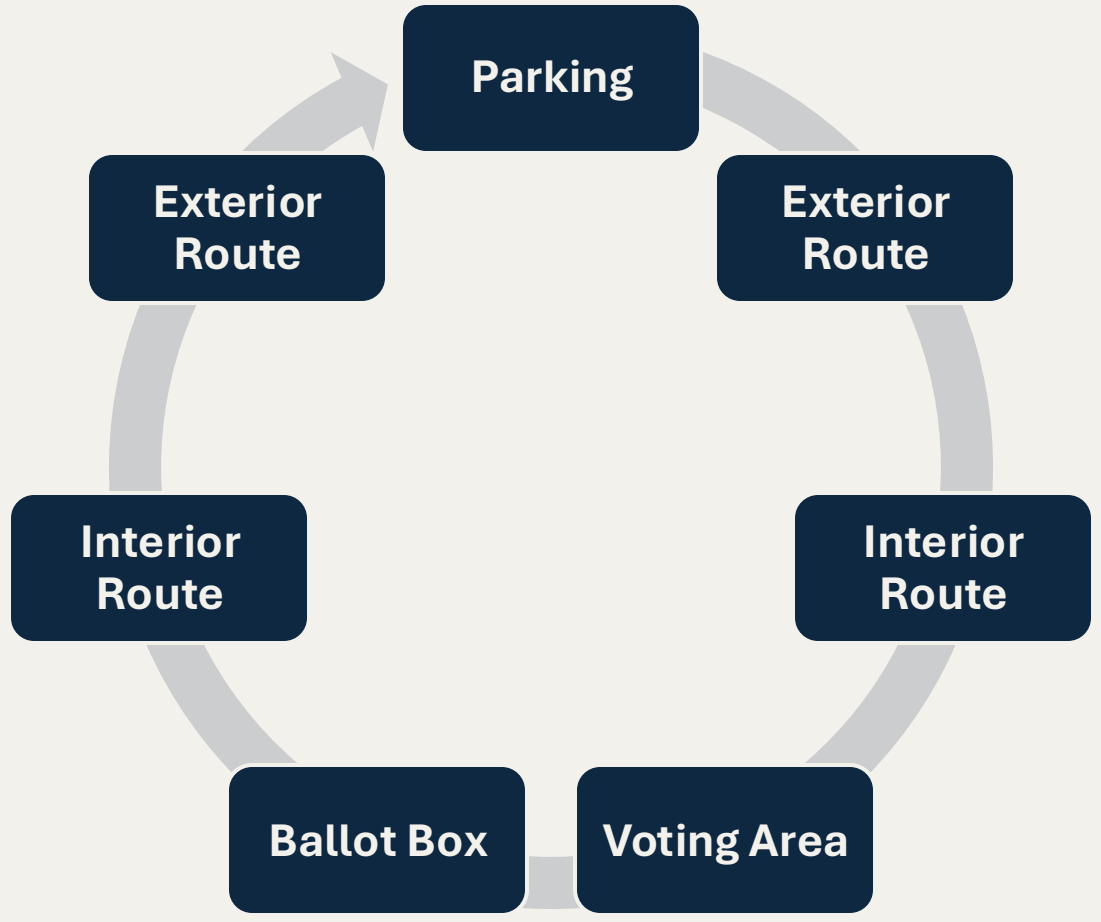 Parking
Exterior
Route
Interior
Route
Voting Area
Ballot Box
Interior
Route
Exterior
Route